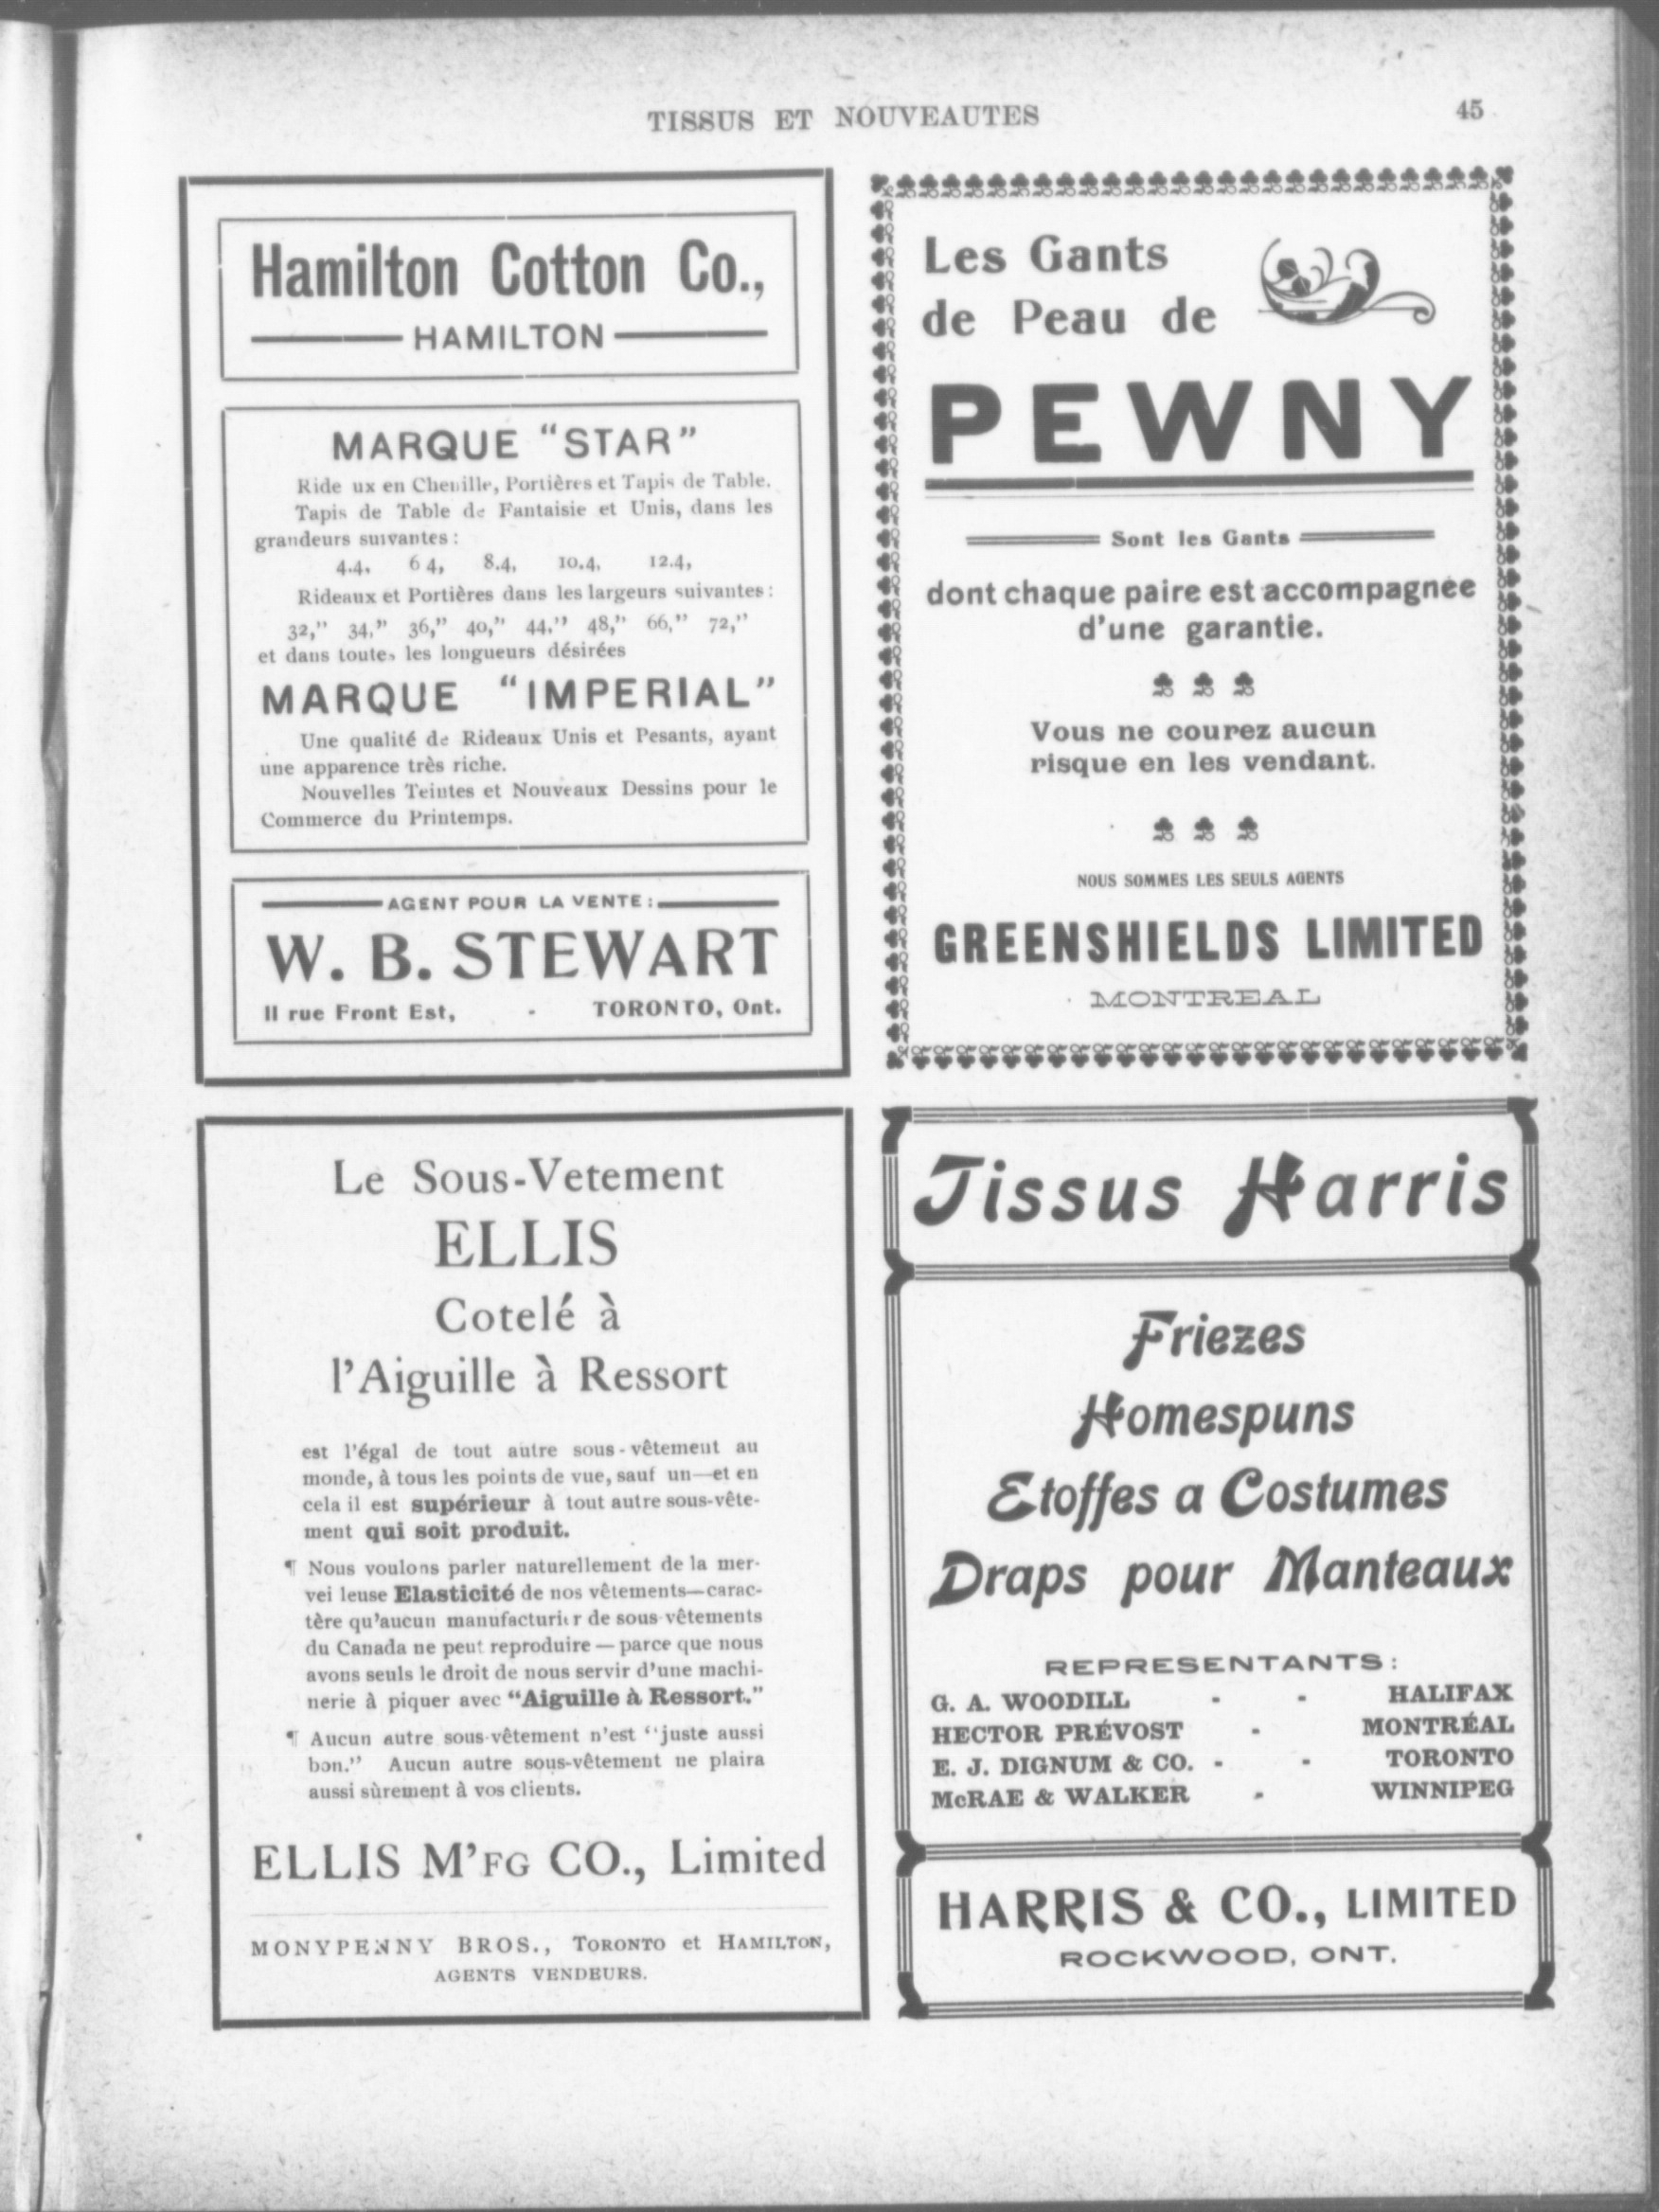 TISSUS ET NOUVEAUTES
45
Hamilton Cotton Co.,
HAMILTON
MARQUE "STAR"
Ride ux en Chenille, Portières et Tapis de Table.
Tapis de Table de Fantaisie et Unis, dans les
grandeurs suivantes :
4.4, 6 4, 8.4, 10.4, 12.4,
Rideaux et Portières dans les largeurs suivantes :
32," 34," 36," 40," 44," 48," 66," 72,"
et dans toutes les longueurs désirées
MARQUE "IMPERIAL"
Une qualité de Rideaux Unis et Pesants, ayant
une apparence très riche.
Nouvelles Teintes et Nouveaux Dessins pour le
Commerce du Printemps.
AGENT POUR LA VENTE :
W. B. STEWART
11 rue Front Est, - TORONTO, Ont.
Les Gants
de Peau de
PEWNY
Sont les Gants
dont chaque paire est accompagnée
d'une garantie.
Vous ne courez aucun
risque en les vendant.
NOUS SOMMES LES SEULS AGENTS
GREENSHIELDS LIMITED
MONTREAL
Le Sous-Vetement
ELLIS
Cotelé à
l'Aiguille à Ressort
est l'égal de tout autre sous-vêtement au
monde, à tous les points de vue, sauf un—et en
cela il est supérieur à tout autre sous-vête-
ment qui soit produit.
¶ Nous voulons parler naturellement de la mer-
vei leuse Elasticité de nos vêtements—carac-
tère qu'aucun manufacturier de sous-vêtements
du Canada ne peut reproduire — parce que nous
avons seuls le droit de nous servir d'une machi-
nerie à piquer avec "Aiguille à Ressort."
¶ Aucun autre sous-vêtement n'est "juste aussi
bon." Aucun autre sous-vêtement ne plaira
aussi sûrement à vos clients.
ELLIS M'FG CO., Limited
MONYPENNY BROS., TORONTO et HAMILTON,
AGENTS VENDEURS.
Tissus Harris
Friezes
Homespuns
Etoffes a Costumes
Draps pour Manteaux
REPRESENTANTS :
G. A. WOODILL - - HALIFAX
HECTOR PRÉVOST - MONTRÉAL
E. J. DIGNUM & CO. - - TORONTO
McRAE & WALKER - WINNIPEG
HARRIS & CO., LIMITED
ROCKWOOD, ONT.